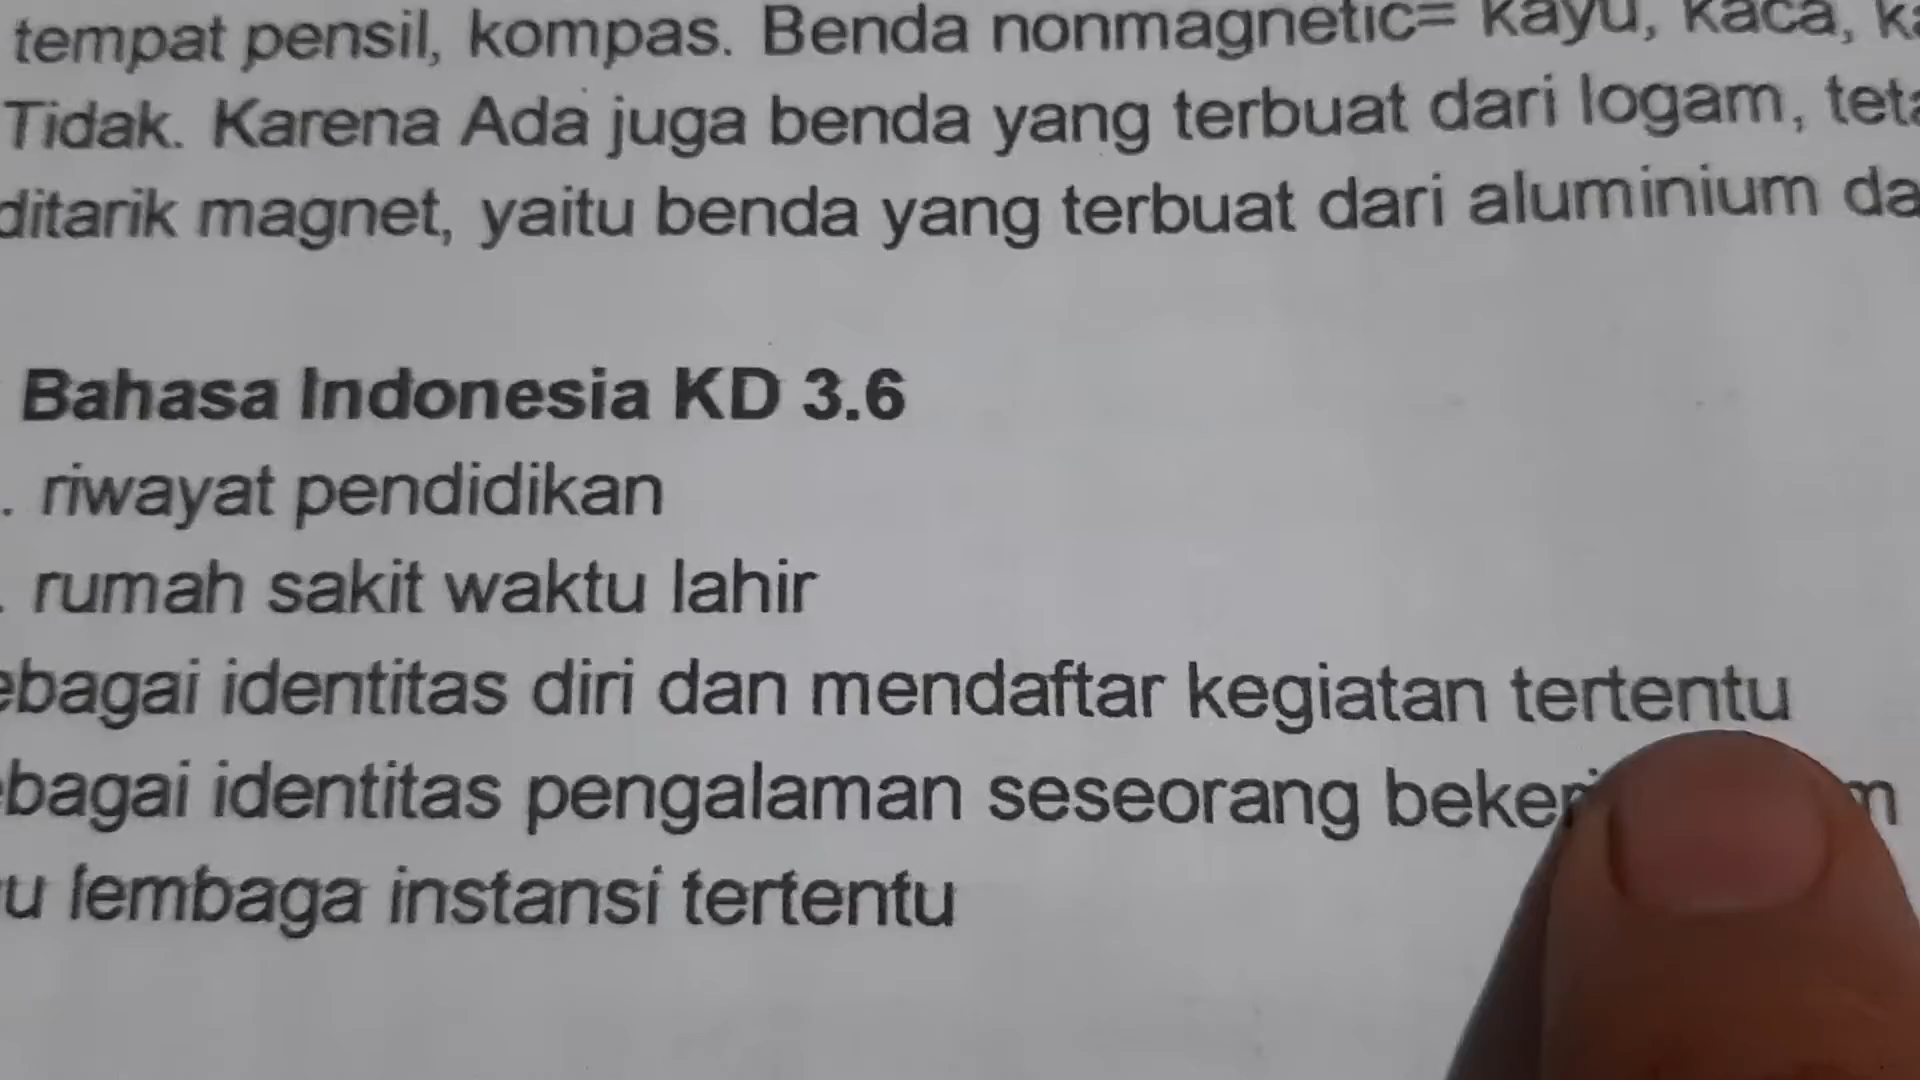 tempat pensil, kompas. Benda nonmagnetic= kayu, kaca,
Tidak. Karena Ada juga benda yang terbuat dari logam,
ditarik magnet, yaitu benda yang terbuat dari aluminium
Bahasa Indonesia KD 3.6
. riwayat pendidikan
. rumah sakit waktu lahir
identitas diri dan mendaftar kegiatan tertentu
identitas pengalaman seseorang
lembaga instansi tertentu